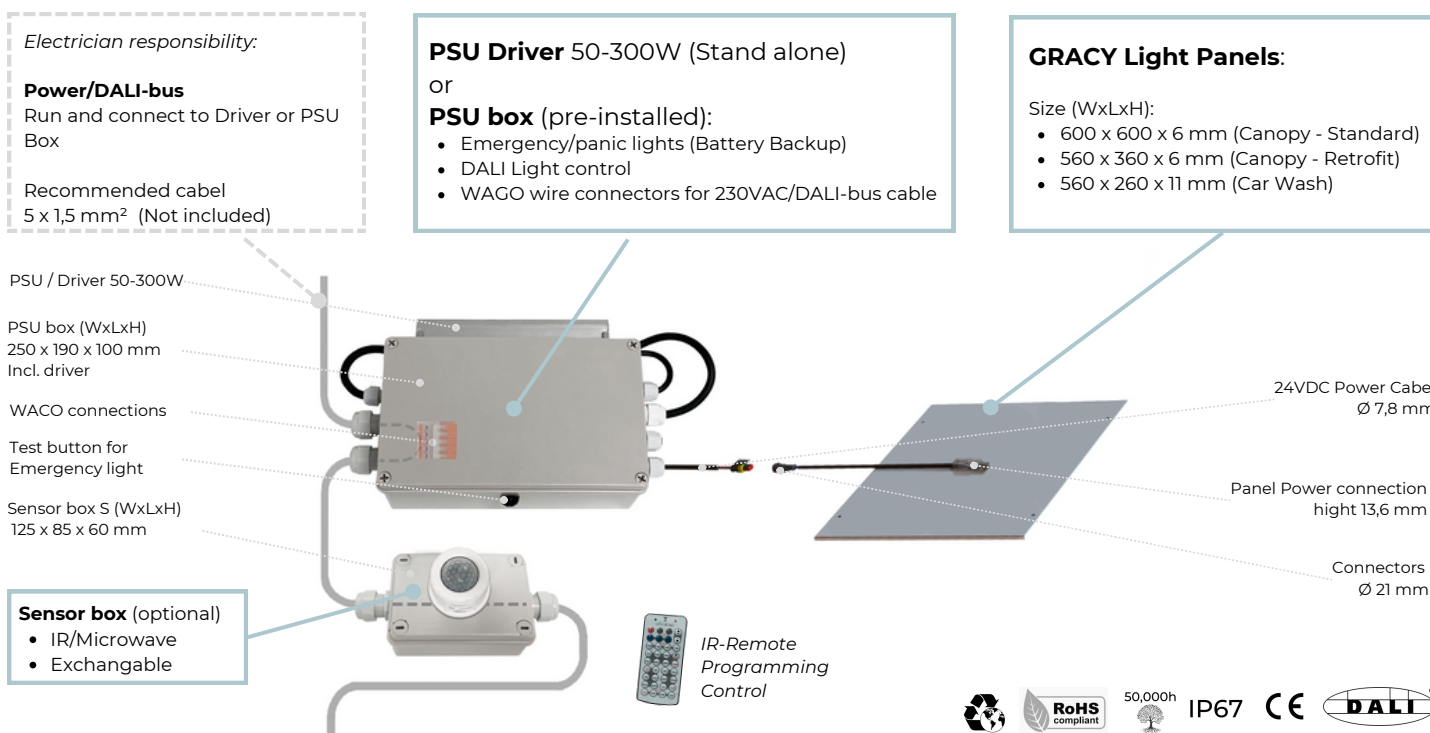 Electrician responsibility:
Power/DALI-bus
Run and connect to Driver or PSU
Box
Recommended cabel
5 x 1,5 mm² (Not included)
PSU Driver 50-300W (Stand alone)
or
PSU box (pre-installed):
• Emergency/panic lights (Battery Backup)
• DALI Light control
• WAGO wire connectors for 230VAC/DALI-bus cable
GRACY Light Panels:
Size (WxLxH):
• 600 x 600 x 6 mm (Canopy - Standard)
• 560 x 360 x 6 mm (Canopy - Retrofit)
• 560 x 260 x 11 mm (Car Wash)
PSU / Driver 50-300W
PSU box (WxLxH)
250 x 190 x 100 mm
Incl. driver
WACO connections
Test button for
Emergency light
Sensor box S (WxLxH)
125 x 85 x 60 mm
Sensor box (optional)
• IR/Microwave
• Exchangable
24VDC Power Cabe
Ø 7,8 mm
Panel Power connection
hight 13,6 mm
Connectors
Ø 21 mm
IR-Remote
Programming
Control
RoHS
compliant
50,000h
IP67
CE
DALI